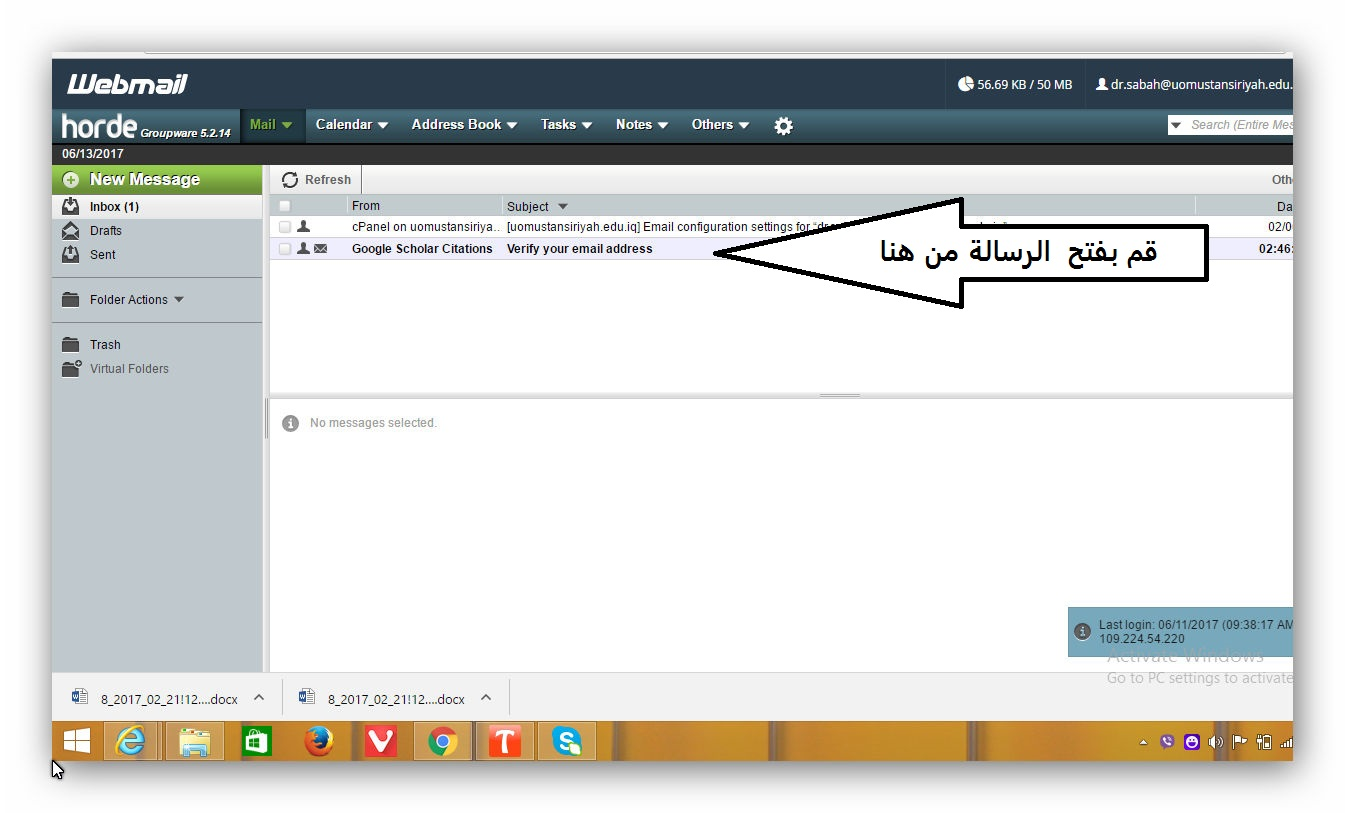 Webmail
56.69 KB / 50 MB
dr.sabah@uomustansiriyah.edu.
horde Groupware 5.2.14
Mail
Calendar
Address Book
Tasks
Notes
Others
Search (Entire Mes
06/13/2017
New Message
Inbox (1)
Drafts
Sent
Folder Actions
Trash
Virtual Folders
Refresh
Oth
From
Subject
Da
cPanel on uomustansiriya... [uomustansiriyah.edu.iq] Email configuration settings for
02/0
Google Scholar Citations
Verify your email address
02:46:
قم بفتح الرسالة من هنا
No messages selected.
Last login: 06/11/2017 (09:38:17 AM
109.224.54.220
Activate Windows
Go to PC settings to activate
8_2017_02_21!12....docx
8_2017_02_21!12....docx